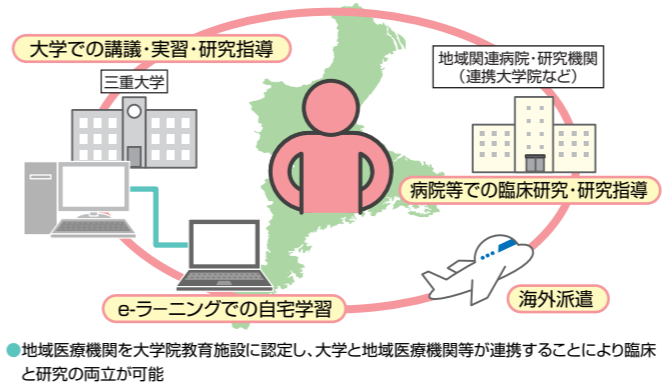 大学での講議・実習・研究指導
三重大学
地域関連病院・研究機関
（連携大学院など）
病院等での臨床研究・研究指導
海外派遣
e-ラーニングでの自宅学習
●地域医療機関を大学院教育施設に認定し、大学と地域医療機関等が連携することにより臨床
と研究の両立が可能